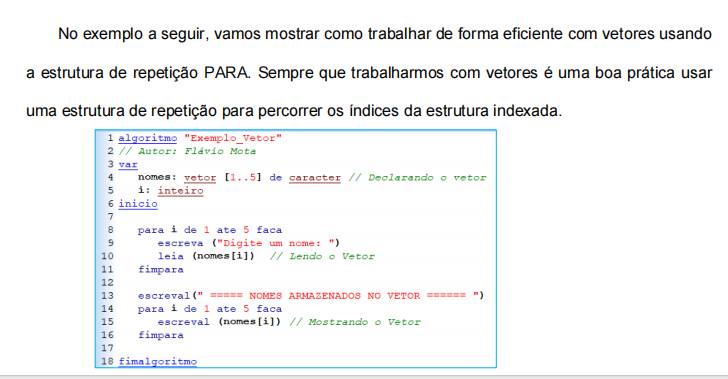 No exemplo a seguir, vamos mostrar como trabalhar de forma eficiente com vetores usando
a estrutura de repetição PARA. Sempre que trabalharmos com vetores é uma boa prática usar
uma estrutura de repetição para percorrer os índices da estrutura indexada.
1 algoritmo "Exemplo_Vetor"
2 // Autor: Flávio Mota
3 var
4 nomes: vetor [1..5] de caracter // Declarando o vetor
5 i: inteiro
6 inicio
7
8 para i de 1 ate 5 faca
9 escreva ("Digite um nome: ")
10 leia (nomes[i]) // Lendo o Vetor
11 fimpara
12
13 escreval(" ===== NOMES ARMAZENADOS NO VETOR ====== ")
14 para i de 1 ate 5 faca
15 escreval (nomes[i]) // Mostrando o Vetor
16 fimpara
17
18 fimalgoritmo